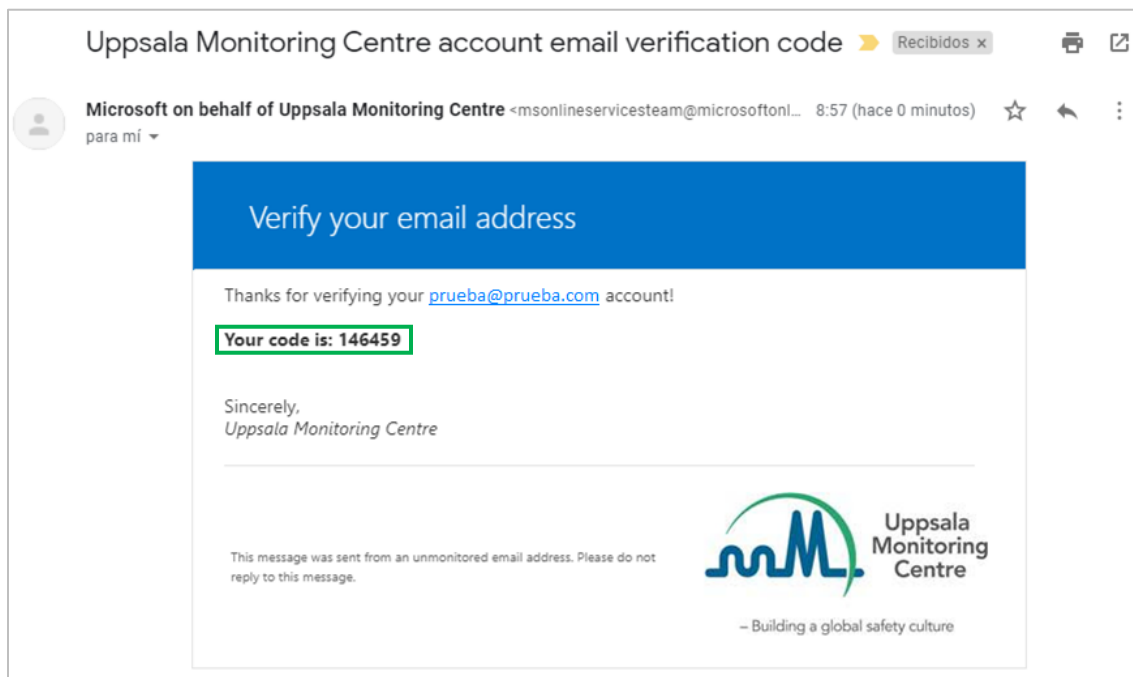 Uppsala Monitoring Centre account email verification code Recibidos x
Microsoft on behalf of Uppsala Monitoring Centre <msonlineservicesteam@microsoftonl... 8:57 (hace 0 minutos)
para mí
Verify your email address
Thanks for verifying your prueba@prueba.com account!
Your code is: 146459
Sincerely,
Uppsala Monitoring Centre
This message was sent from an unmonitored email address. Please do not
reply to this message.
Uppsala
Monitoring
Centre
– Building a global safety culture